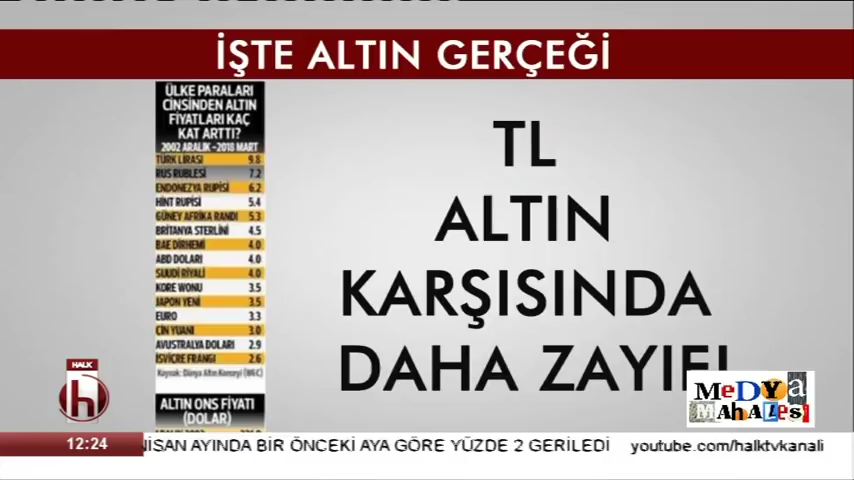 İŞTE ALTIN GERÇEĞİ
ÜLKE PARALARI
CİNSİNDEN ALTIN
FİYATLARI KAÇ
KAT ARTTI?
2002 ARALIK - 2018 MART
TÜRK LİRASI 9.8
RUS RUBLESİ 7.2
ENDONEZYA RUPİSİ 6.2
HİNT RUPİSİ 5.4
GÜNEY AFRİKA RANDI 5.3
BRİTANYA STERLİNİ 4.5
BAE DİRHEMİ 4.0
ABD DOLARI 4.0
SUUDİ RİYALİ 4.0
KORE WONU 3.5
JAPON YENİ 3.5
EURO 3.3
ÇİN YUANI 3.0
AVUSTRALYA DOLARI 2.9
İSVİÇRE FRANGI 2.6
Kaynak: Dünya Altın Konseyi (WGC)
ALTIN ONS FİYATI
(DOLAR)
TL
ALTIN
KARŞISINDA
DAHA ZAYIF!
HALK
h
MeDYa
MahaLLesi
12:24
NİSAN AYINDA BİR ÖNCEKİ AYA GÖRE YÜZDE 2 GERİLEDİ
youtube.com/halktvkanali